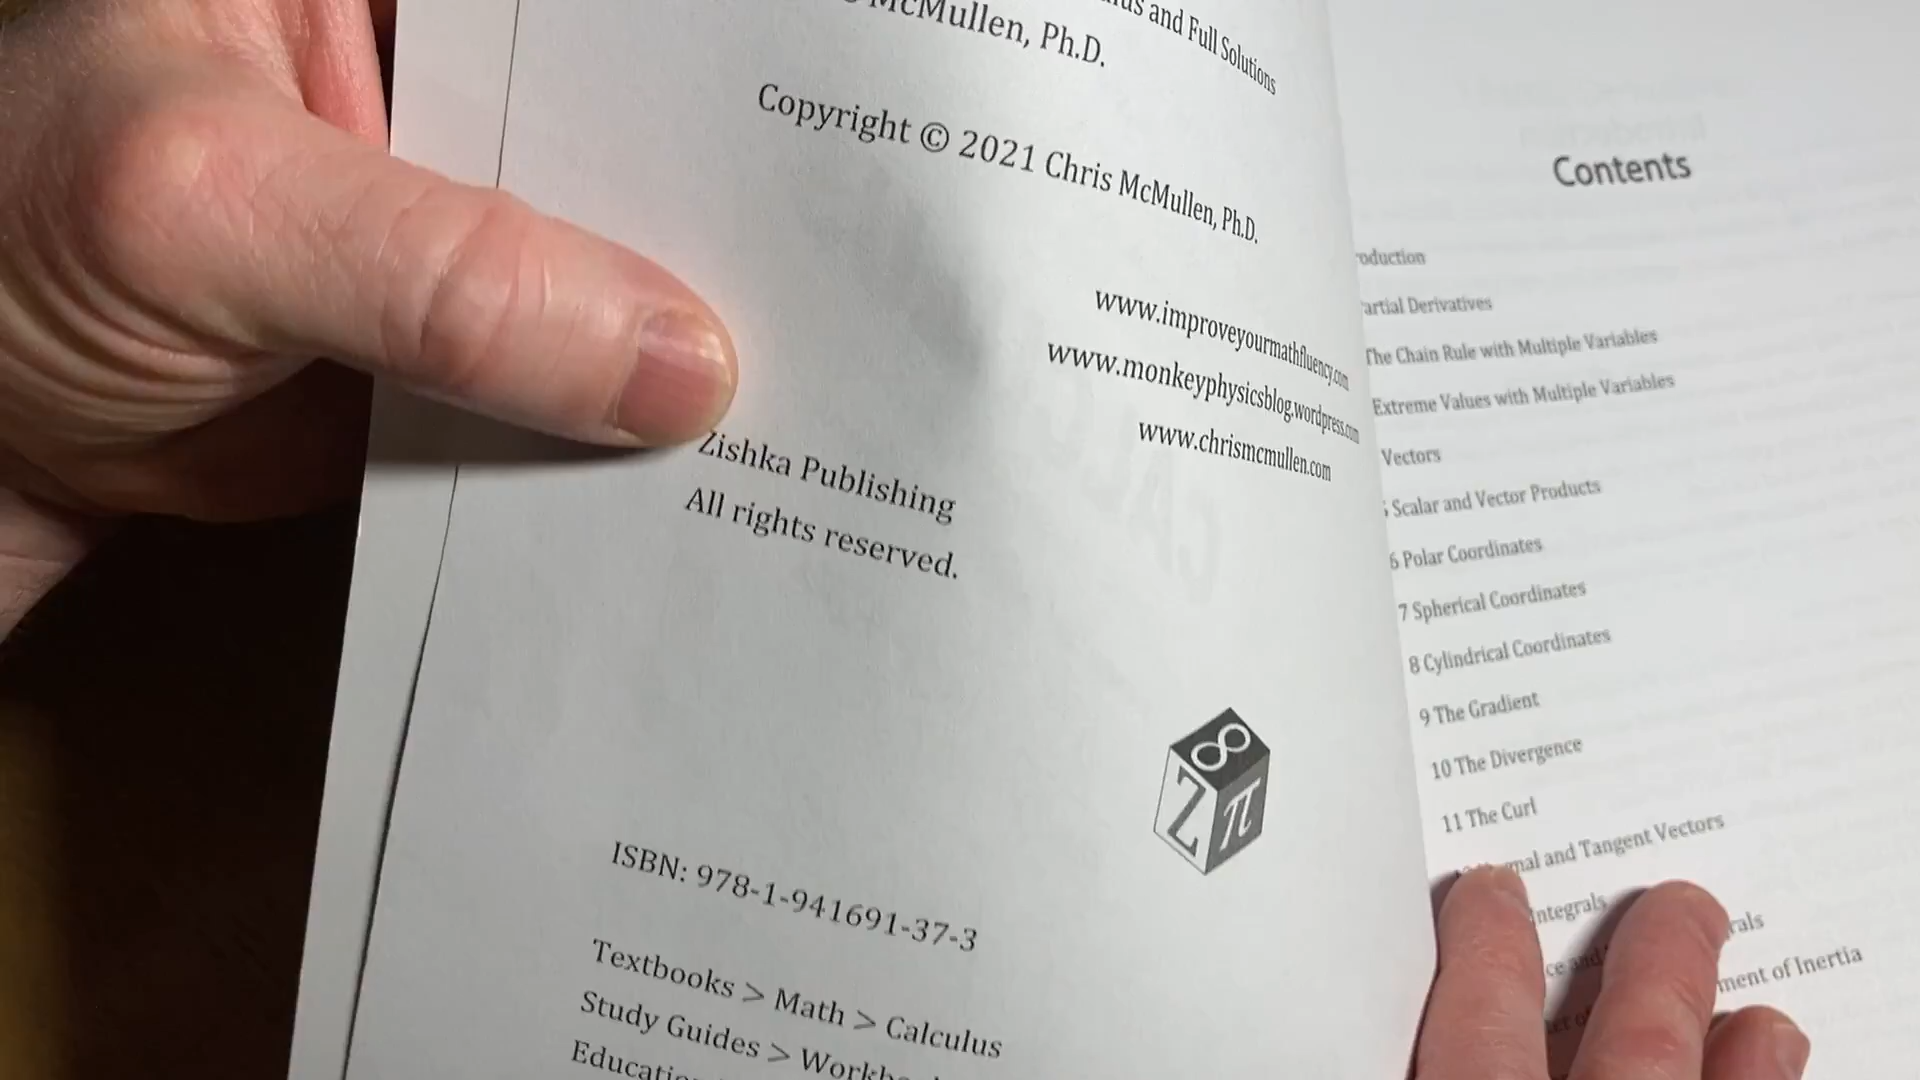 and Full Solutions
McMullen, Ph.D.
Copyright © 2021 Chris McMullen, Ph.D.
www.improveyourmathfluency.com
www.monkeyphysicsblog.wordpress.com
www.chrismcmullen.com
Zishka Publishing
All rights reserved.
∞
Z π
ISBN: 978-1-941691-37-3
Textbooks > Math > Calculus
Study Guides >
Contents
Partial Derivatives
The Chain Rule with Multiple Variables
Extreme Values with Multiple Variables
Vectors
Scalar and Vector Products
6 Polar Coordinates
7 Spherical Coordinates
8 Cylindrical Coordinates
9 The Gradient
10 The Divergence
11 The Curl
and Tangent Vectors
Integrals
of Inertia